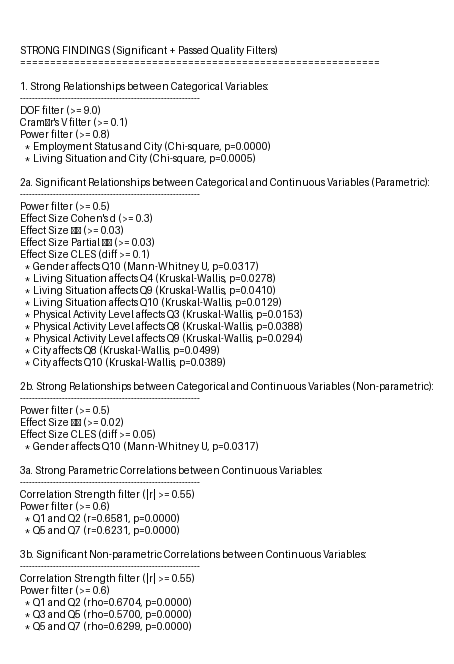 STRONG FINDINGS (Significant + Passed Quality Filters)
============================================================
1. Strong Relationships between Categorical Variables:
------------------------------------------------------------
DOF filter (>= 9.0)
Cram□r's V filter (>= 0.1)
Power filter (>= 0.8)
* Employment Status and City (Chi-square, p=0.0000)
* Living Situation and City (Chi-square, p=0.0005)
2a. Significant Relationships between Categorical and Continuous Variables (Parametric):
------------------------------------------------------------
Power filter (>= 0.5)
Effect Size Cohen's d (>= 0.3)
Effect Size □□ (>= 0.03)
Effect Size Partial □□ (>= 0.03)
Effect Size CLES (diff >= 0.1)
* Gender affects Q10 (Mann-Whitney U, p=0.0317)
* Living Situation affects Q4 (Kruskal-Wallis, p=0.0278)
* Living Situation affects Q9 (Kruskal-Wallis, p=0.0410)
* Living Situation affects Q10 (Kruskal-Wallis, p=0.0129)
* Physical Activity Level affects Q3 (Kruskal-Wallis, p=0.0153)
* Physical Activity Level affects Q8 (Kruskal-Wallis, p=0.0388)
* Physical Activity Level affects Q9 (Kruskal-Wallis, p=0.0294)
* City affects Q8 (Kruskal-Wallis, p=0.0499)
* City affects Q10 (Kruskal-Wallis, p=0.0389)
2b. Strong Relationships between Categorical and Continuous Variables (Non-parametric):
------------------------------------------------------------
Power filter (>= 0.5)
Effect Size □□ (>= 0.02)
Effect Size CLES (diff >= 0.05)
* Gender affects Q10 (Mann-Whitney U, p=0.0317)
3a. Strong Parametric Correlations between Continuous Variables:
------------------------------------------------------------
Correlation Strength filter (|r| >= 0.55)
Power filter (>= 0.6)
* Q1 and Q2 (r=0.6581, p=0.0000)
* Q5 and Q7 (r=0.6231, p=0.0000)
3b. Significant Non-parametric Correlations between Continuous Variables:
------------------------------------------------------------
Correlation Strength filter (|r| >= 0.55)
Power filter (>= 0.6)
* Q1 and Q2 (rho=0.6704, p=0.0000)
* Q3 and Q5 (rho=0.5700, p=0.0000)
* Q5 and Q7 (rho=0.6299, p=0.0000)